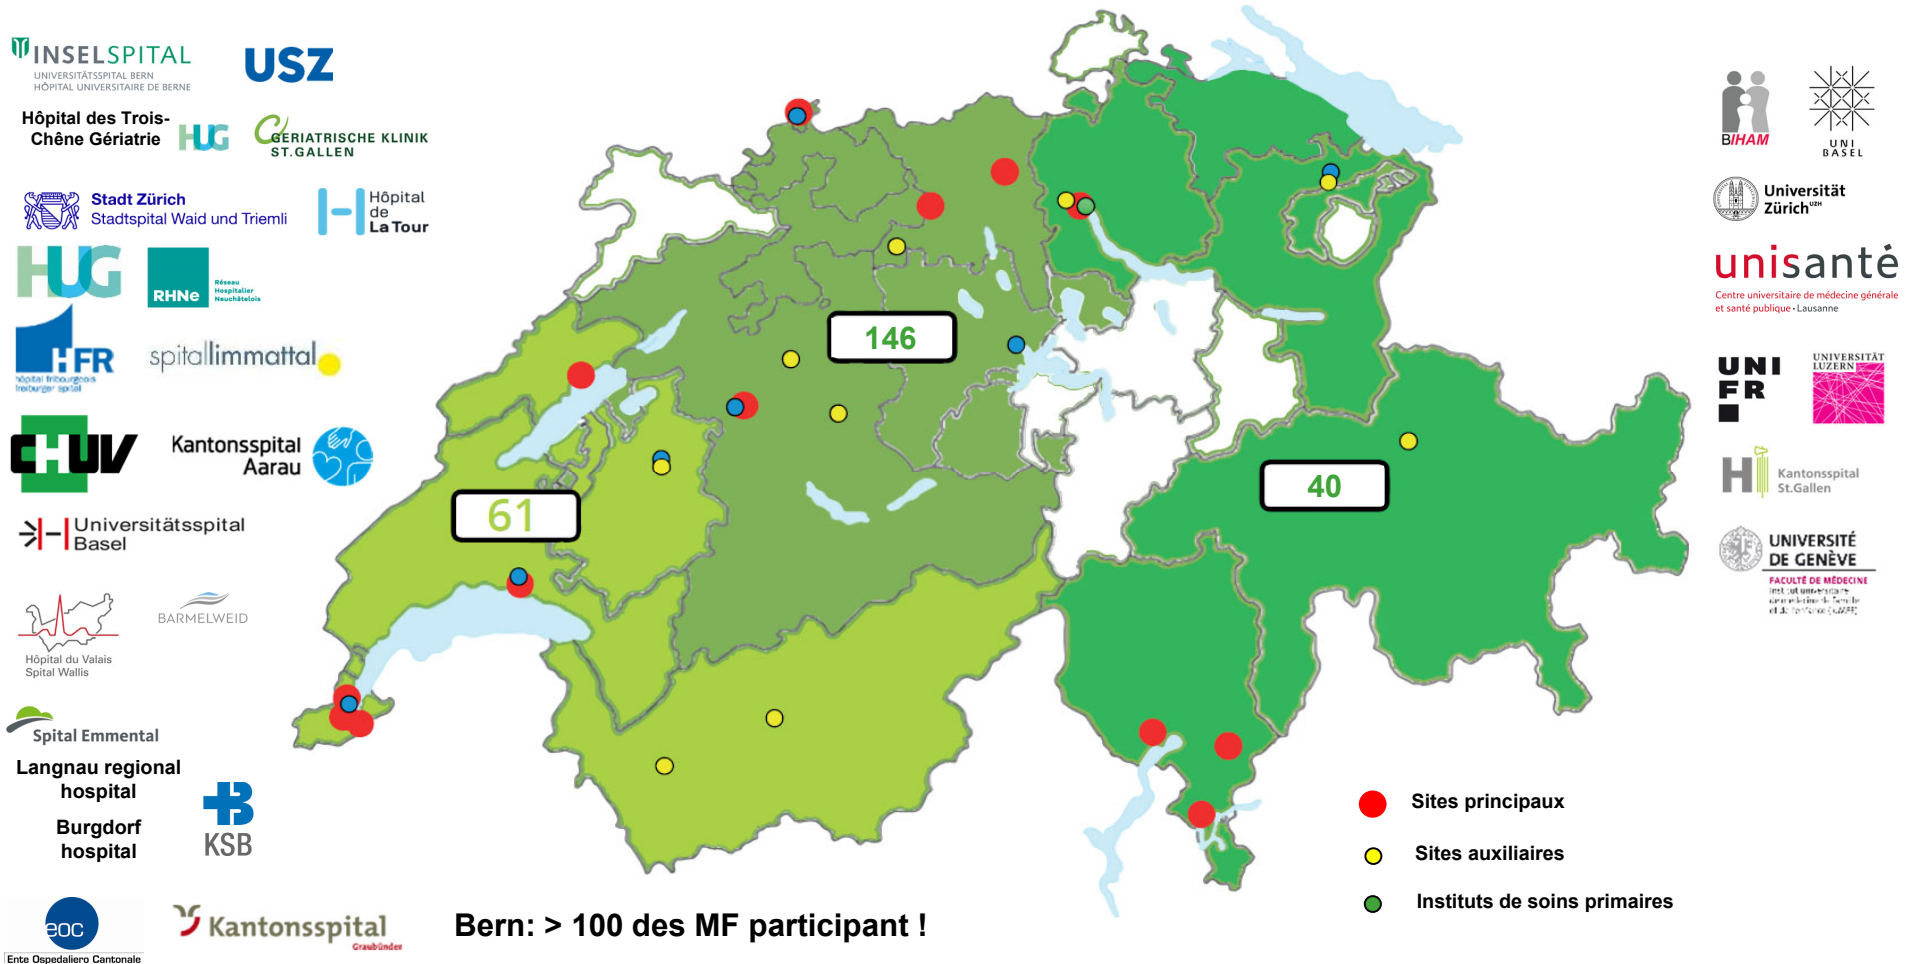 INSELSPITAL
UNIVERSITÄTSSPITAL BERN
HÔPITAL UNIVERSITAIRE DE BERNE
USZ
Hôpital des Trois-
Chêne Gériatrie
HUG
GERIATRISCHE KLINIK
ST.GALLEN
Stadt Zürich
Stadtspital Waid und Triemli
Hôpital
de
La Tour
HUG
RHNe
Réseau
Hospitalier
Neuchâtelois
HFR
hôpital fribourgeois
freiburger spital
spitallimmattal
CHUV
Kantonsspital
Aarau
Universitätsspital
Basel
Hôpital du Valais
Spital Wallis
BARMELWEID
Spital Emmental
Langnau regional
hospital
Burgdorf
hospital
KSB
eoc
Ente Ospedaliero Cantonale
Kantonsspital
Graubünden
146
61
40
Bern: > 100 des MF participant !
Sites principaux
Sites auxiliaires
Instituts de soins primaires
BIHAM
UNI
BASEL
Universität
Zürich UZH
unisanté
Centre universitaire de médecine générale
et santé publique • Lausanne
UNI
FR
UNIVERSITÄT
LUZERN
Kantonsspital
St.Gallen
UNIVERSITÉ
DE GENÈVE
FACULTÉ DE MÉDECINE